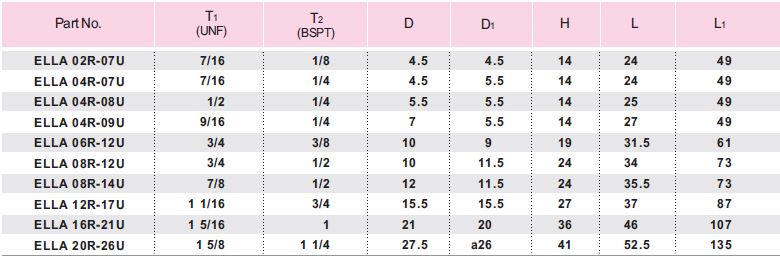 Part No. T1 (UNF) T2 (BSPT) D D1 H L L1
ELLA 02R-07U 7/16 1/8 4.5 4.5 14 24 49
ELLA 04R-07U 7/16 1/4 4.5 5.5 14 24 49
ELLA 04R-08U 1/2 1/4 5.5 5.5 14 25 49
ELLA 04R-09U 9/16 1/4 7 5.5 14 27 49
ELLA 06R-12U 3/4 3/8 10 9 19 31.5 61
ELLA 08R-12U 3/4 1/2 10 11.5 24 34 73
ELLA 08R-14U 7/8 1/2 12 11.5 24 35.5 73
ELLA 12R-17U 1 1/16 3/4 15.5 15.5 27 37 87
ELLA 16R-21U 1 5/16 1 21 20 36 46 107
ELLA 20R-26U 1 5/8 1 1/4 27.5 a26 41 52.5 135